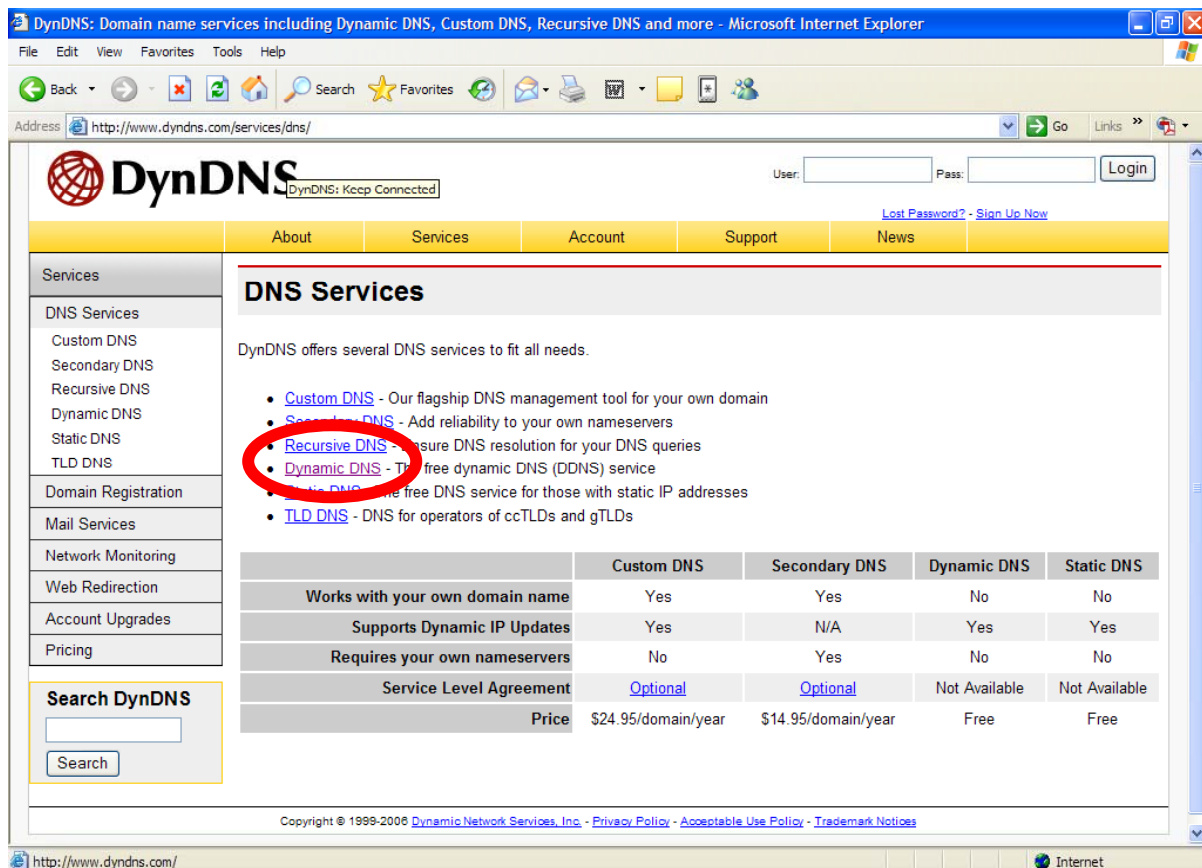 DynDNS: Domain name services including Dynamic DNS, Custom DNS, Recursive DNS and more - Microsoft Internet Explorer
File Edit View Favorites Tools Help
Back Search Favorites
Address http://www.dyndns.com/services/dns/ Go Links »
DynDNS
DynDNS: Keep Connected
User: Pass: Login
Lost Password? - Sign Up Now
About Services Account Support News
Services
DNS Services
Custom DNS
Secondary DNS
Recursive DNS
Dynamic DNS
Static DNS
TLD DNS
Domain Registration
Mail Services
Network Monitoring
Web Redirection
Account Upgrades
Pricing
Search DynDNS
Search
DNS Services
DynDNS offers several DNS services to fit all needs.
• Custom DNS - Our flagship DNS management tool for your own domain
• Secondary DNS - Add reliability to your own nameservers
• Recursive DNS - Ensure DNS resolution for your DNS queries
• Dynamic DNS - The free dynamic DNS (DDNS) service
• Static DNS - The free DNS service for those with static IP addresses
• TLD DNS - DNS for operators of ccTLDs and gTLDs
Custom DNS Secondary DNS Dynamic DNS Static DNS
Works with your own domain name Yes Yes No No
Supports Dynamic IP Updates Yes N/A Yes Yes
Requires your own nameservers No Yes No No
Service Level Agreement Optional Optional Not Available Not Available
Price $24.95/domain/year $14.95/domain/year Free Free
Copyright © 1999-2006 Dynamic Network Services, Inc. - Privacy Policy - Acceptable Use Policy - Trademark Notices
http://www.dyndns.com/ Internet